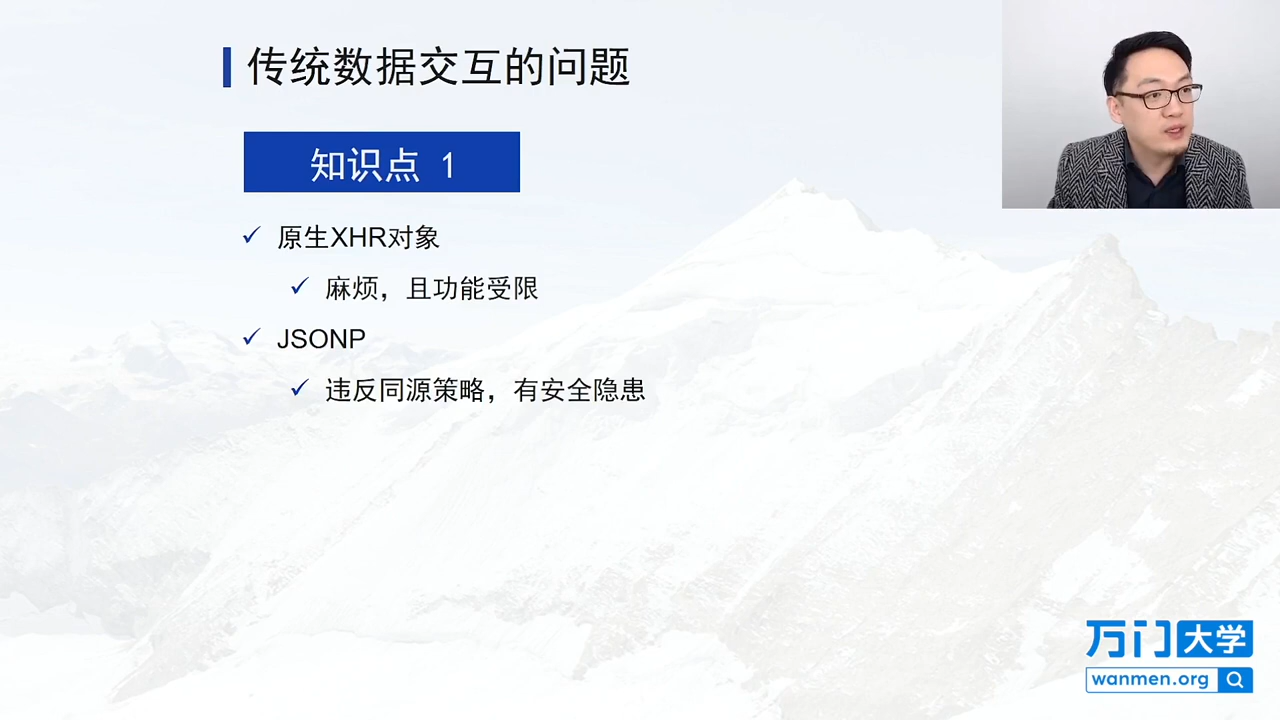 传统数据交互的问题
知识点 1
原生XHR对象
麻烦，且功能受限
JSONP
违反同源策略，有安全隐患
万门大学
wanmen.org